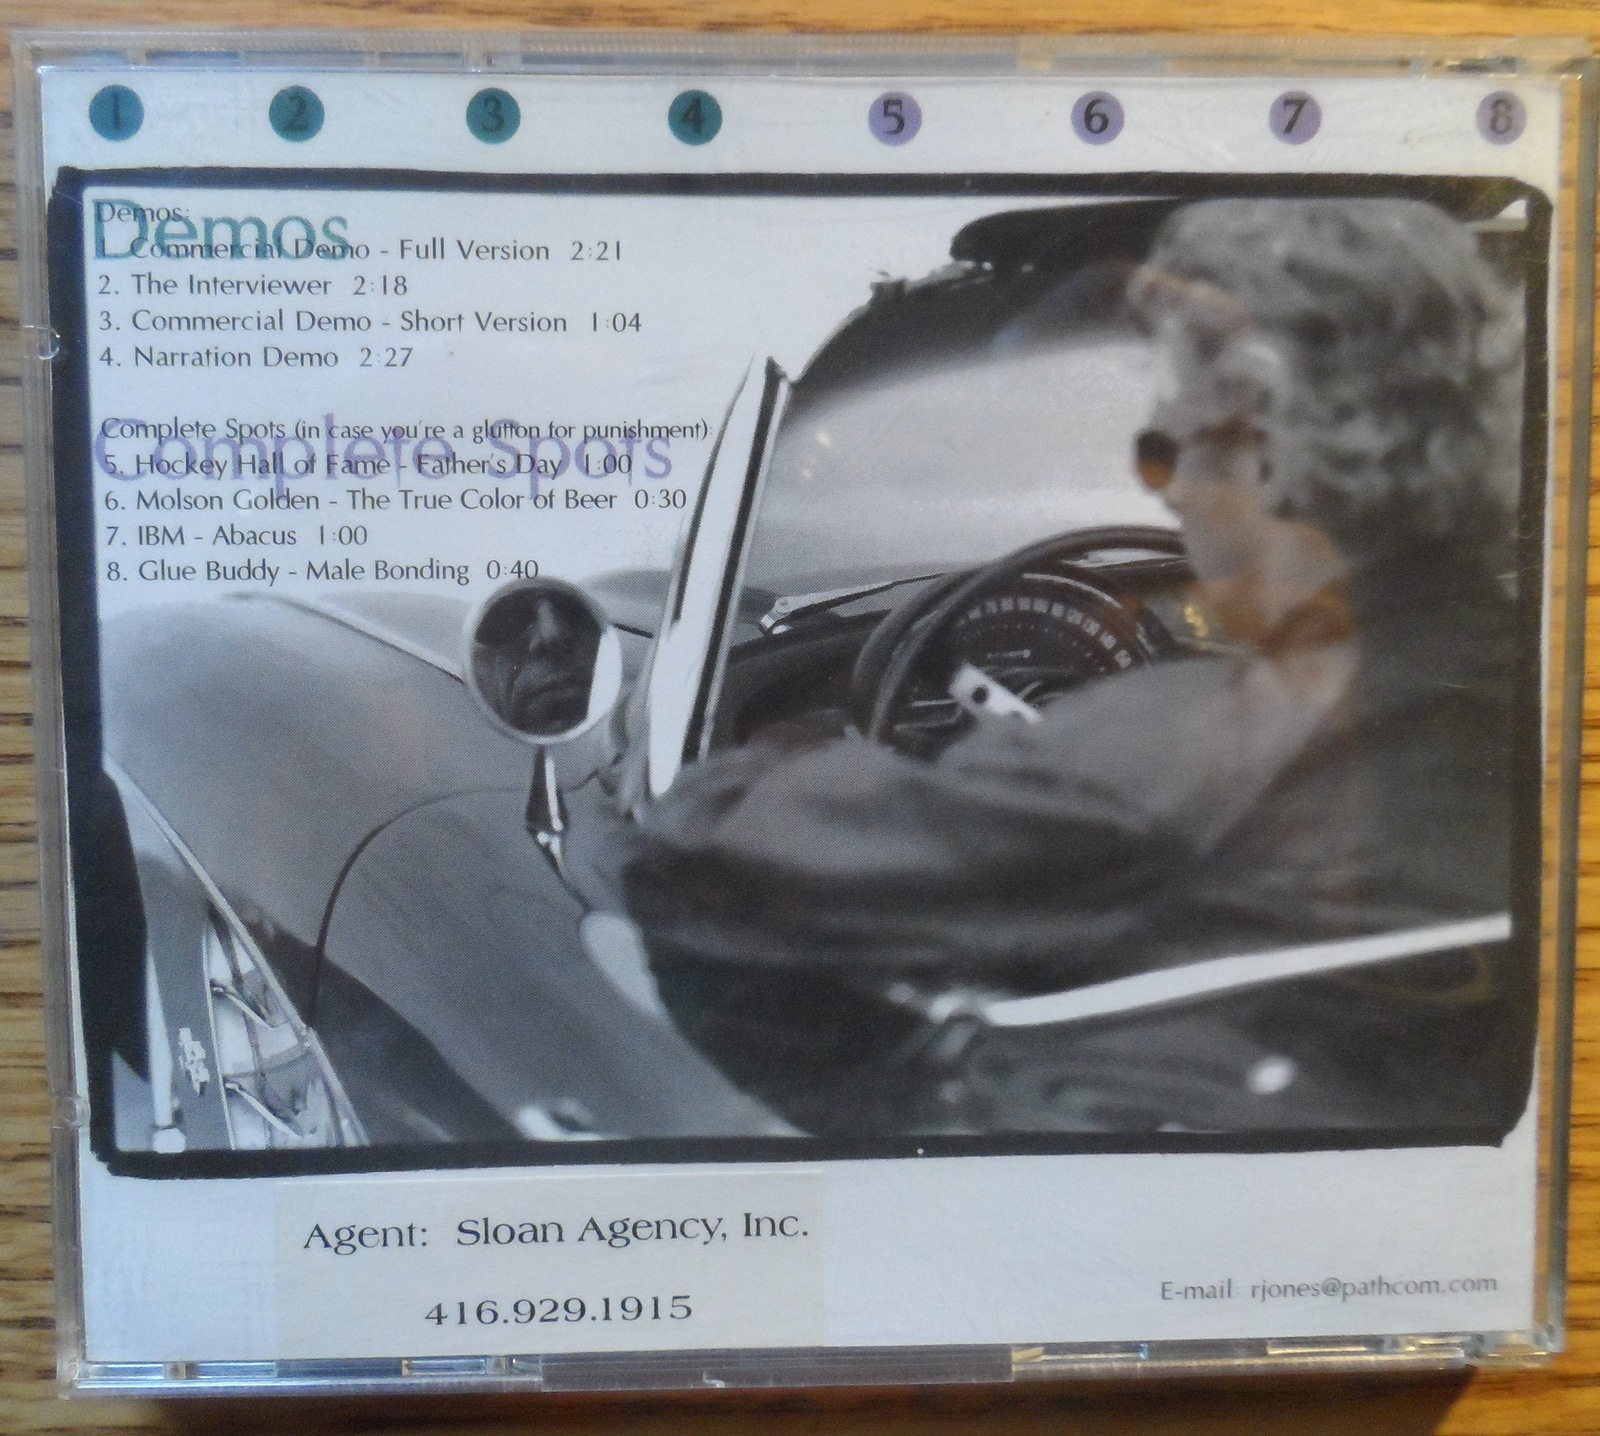 1 2 3 4 5 6 7 8
Demos
Demos:
1. Commercial Demo - Full Version 2:21
2. The Interviewer 2:18
3. Commercial Demo - Short Version 1:04
4. Narration Demo 2:27
Complete Spots
Complete Spots (in case you're a glutton for punishment):
5. Hockey Hall of Fame - Father's Day 1:00
6. Molson Golden - The True Color of Beer 0:30
7. IBM - Abacus 1:00
8. Glue Buddy - Male Bonding 0:40
Agent: Sloan Agency, Inc.
416.929.1915
E-mail: rjones@pathcom.com